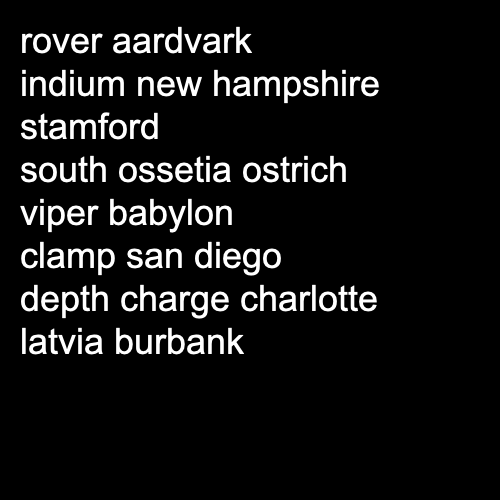 rover aardvark
indium new hampshire
stamford
south ossetia ostrich
viper babylon
clamp san diego
depth charge charlotte
latvia burbank